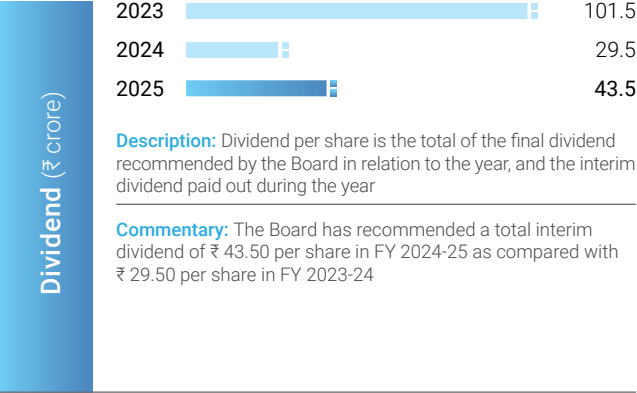 Dividend (₹ crore)
2023 101.5
2024 29.5
2025 43.5
Description: Dividend per share is the total of the final dividend
recommended by the Board in relation to the year, and the interim
dividend paid out during the year
Commentary: The Board has recommended a total interim
dividend of ₹ 43.50 per share in FY 2024-25 as compared with
₹ 29.50 per share in FY 2023-24